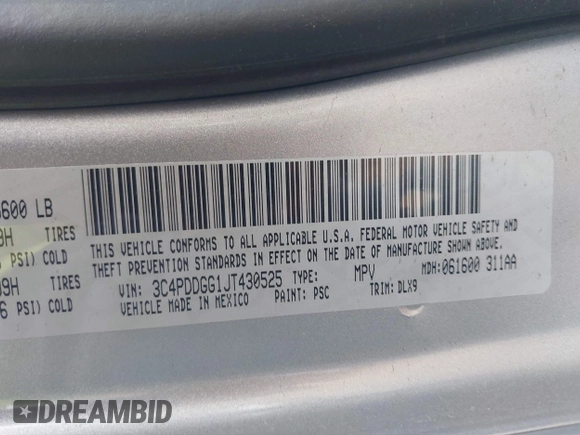 600 LB
9H TIRES
PSI) COLD
09H TIRES
6 PSI) COLD
THIS VEHICLE CONFORMS TO ALL APPLICABLE U.S.A. FEDERAL MOTOR VEHICLE SAFETY AND
THEFT PREVENTION STANDARDS IN EFFECT ON THE DATE OF MANUFACTURE SHOWN ABOVE.
VIN: 3C4PDDGG1JT430525 TYPE: MPV MDH: 061600 311AA
VEHICLE MADE IN MEXICO PAINT: PSC TRIM: DLX9
DREAMBID